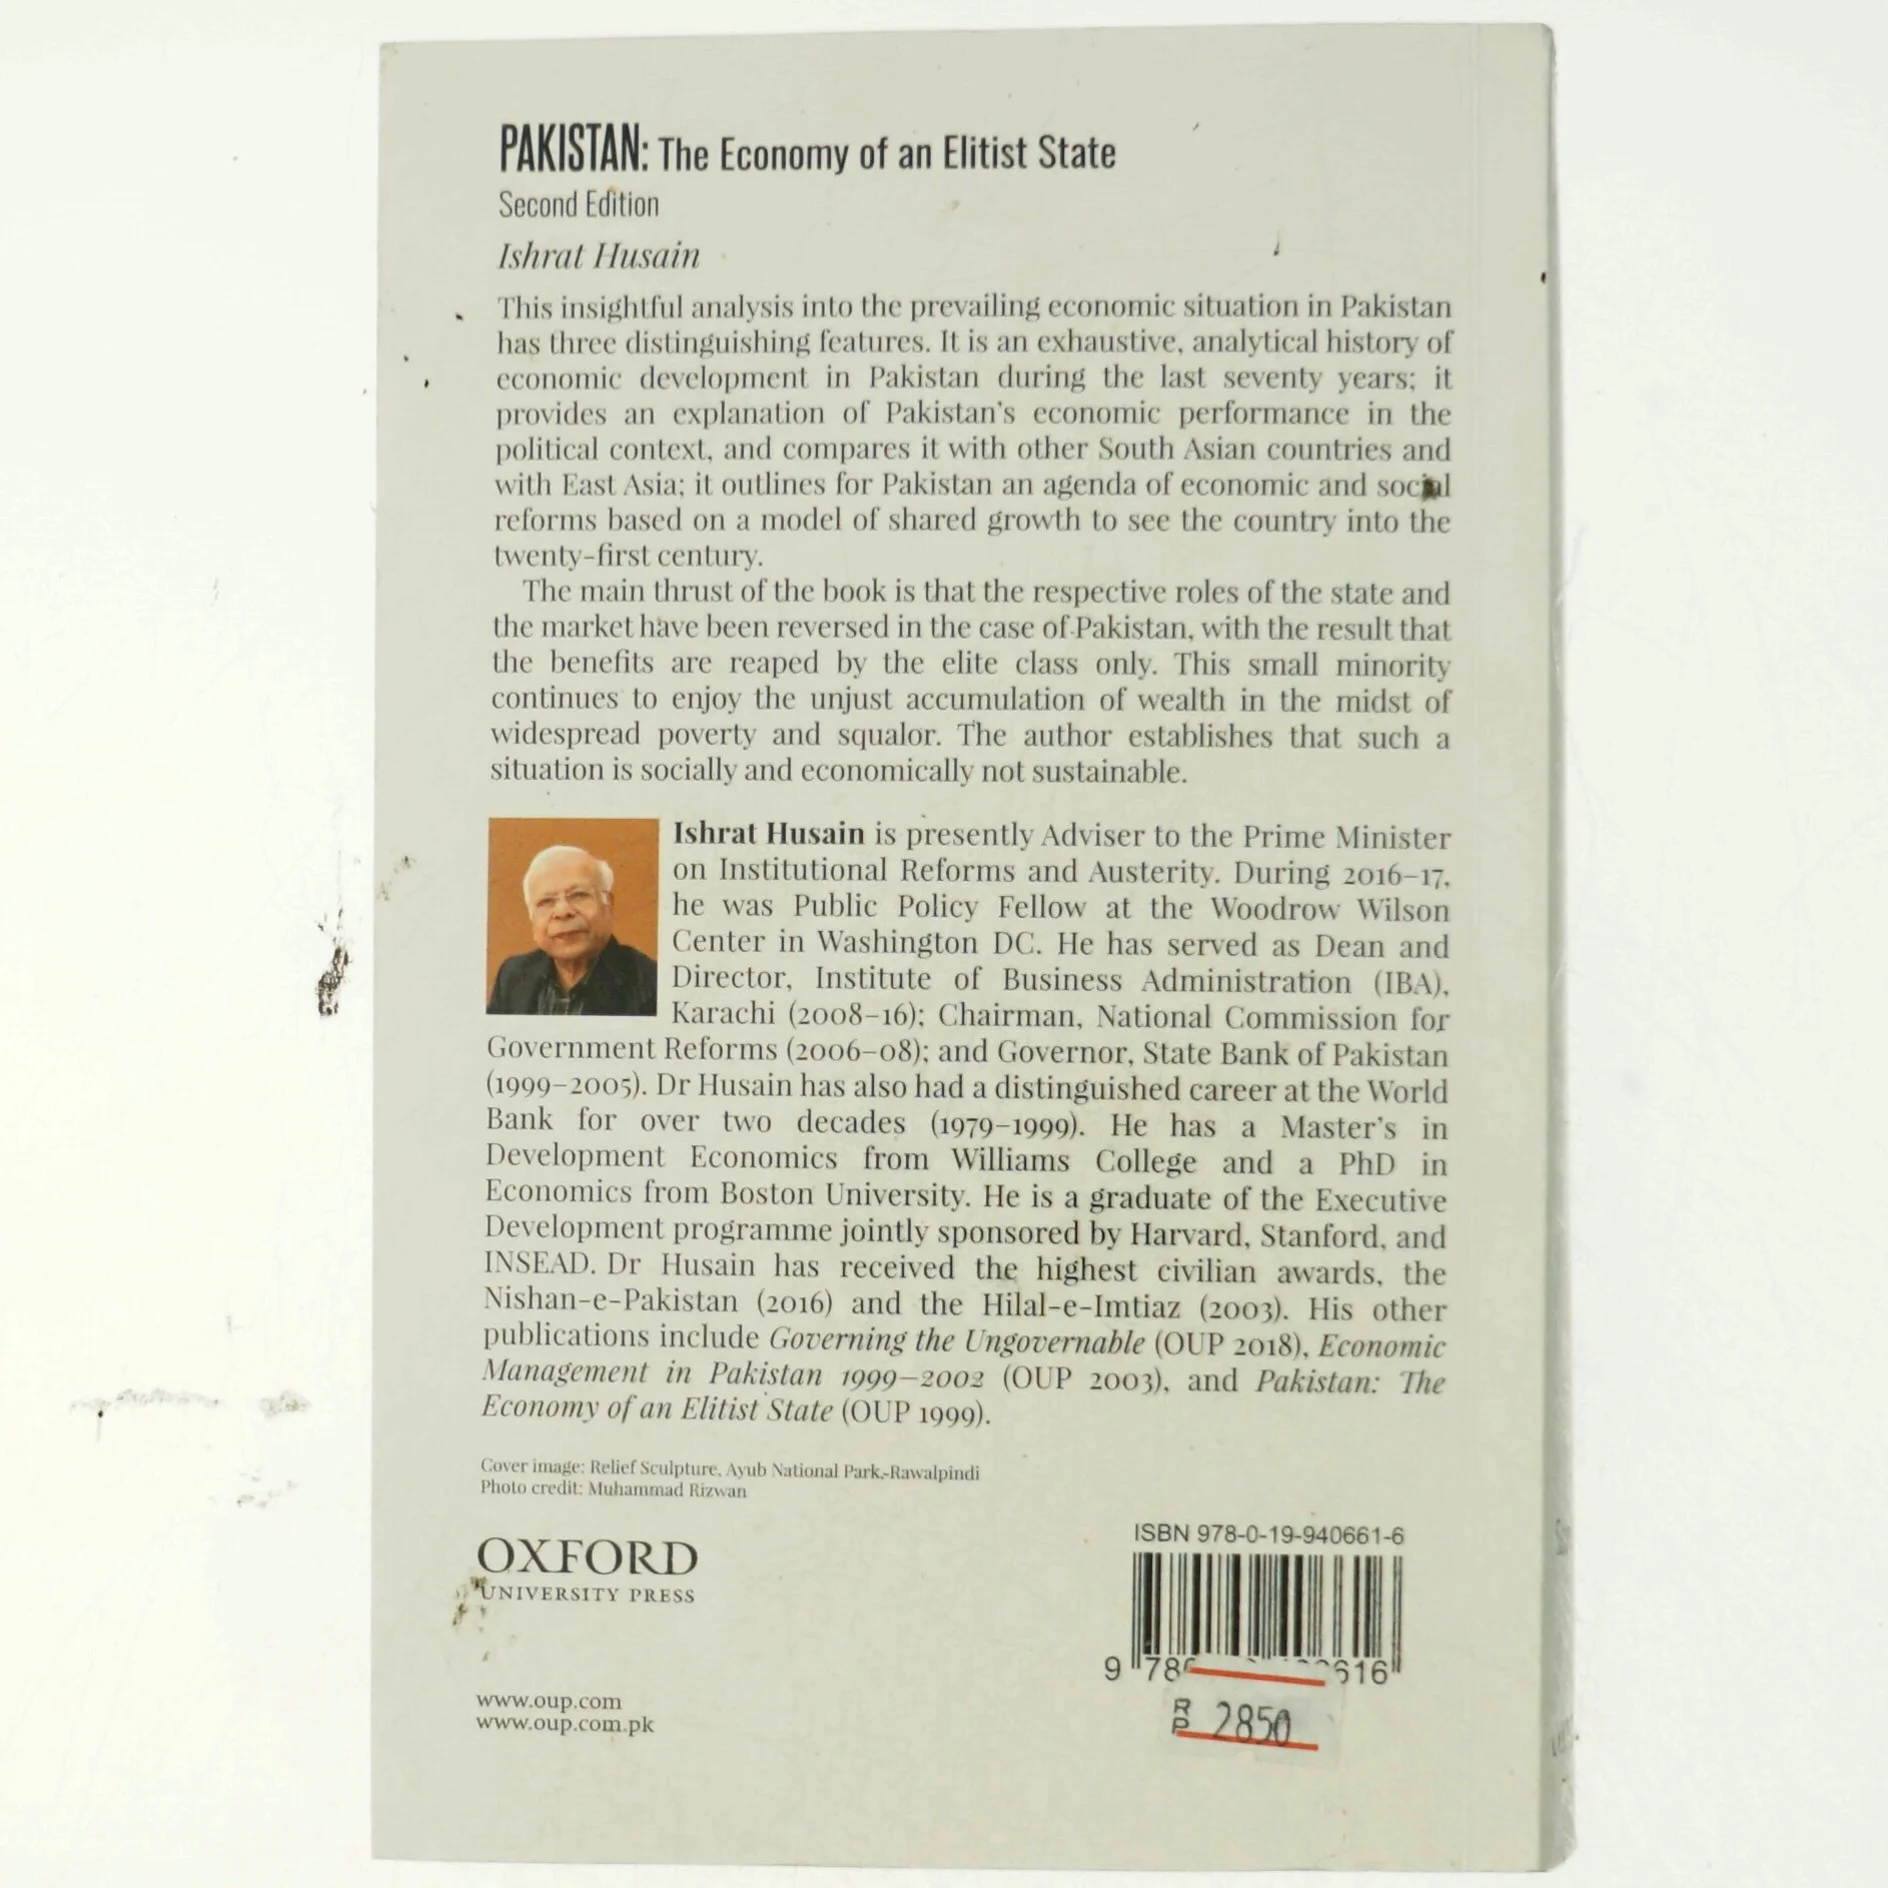 PAKISTAN: The Economy of an Elitist State
Second Edition
Ishrat Husain
This insightful analysis into the prevailing economic situation in Pakistan
has three distinguishing features. It is an exhaustive, analytical history of
economic development in Pakistan during the last seventy years; it
provides an explanation of Pakistan's economic performance in the
political context, and compares it with other South Asian countries and
with East Asia; it outlines for Pakistan an agenda of economic and social
reforms based on a model of shared growth to see the country into the
twenty-first century.
The main thrust of the book is that the respective roles of the state and
the market have been reversed in the case of Pakistan, with the result that
the benefits are reaped by the elite class only. This small minority
continues to enjoy the unjust accumulation of wealth in the midst of
widespread poverty and squalor. The author establishes that such a
situation is socially and economically not sustainable.
Ishrat Husain is presently Adviser to the Prime Minister
on Institutional Reforms and Austerity. During 2016–17,
he was Public Policy Fellow at the Woodrow Wilson
Center in Washington DC. He has served as Dean and
Director, Institute of Business Administration (IBA),
Karachi (2008–16); Chairman, National Commission for
Government Reforms (2006–08); and Governor, State Bank of Pakistan
(1999–2005). Dr Husain has also had a distinguished career at the World
Bank for over two decades (1979–1999). He has a Master's in
Development Economics from Williams College and a PhD in
Economics from Boston University. He is a graduate of the Executive
Development programme jointly sponsored by Harvard, Stanford, and
INSEAD. Dr Husain has received the highest civilian awards, the
Nishan-e-Pakistan (2016) and the Hilal-e-Imtiaz (2003). His other
publications include Governing the Ungovernable (OUP 2018), Economic
Management in Pakistan 1999–2002 (OUP 2003), and Pakistan: The
Economy of an Elitist State (OUP 1999).
Cover image: Relief Sculpture, Ayub National Park, Rawalpindi
Photo credit: Muhammad Rizwan
OXFORD
UNIVERSITY PRESS
www.oup.com
www.oup.com.pk
ISBN 978-0-19-940661-6
9 78 616
RP 2850